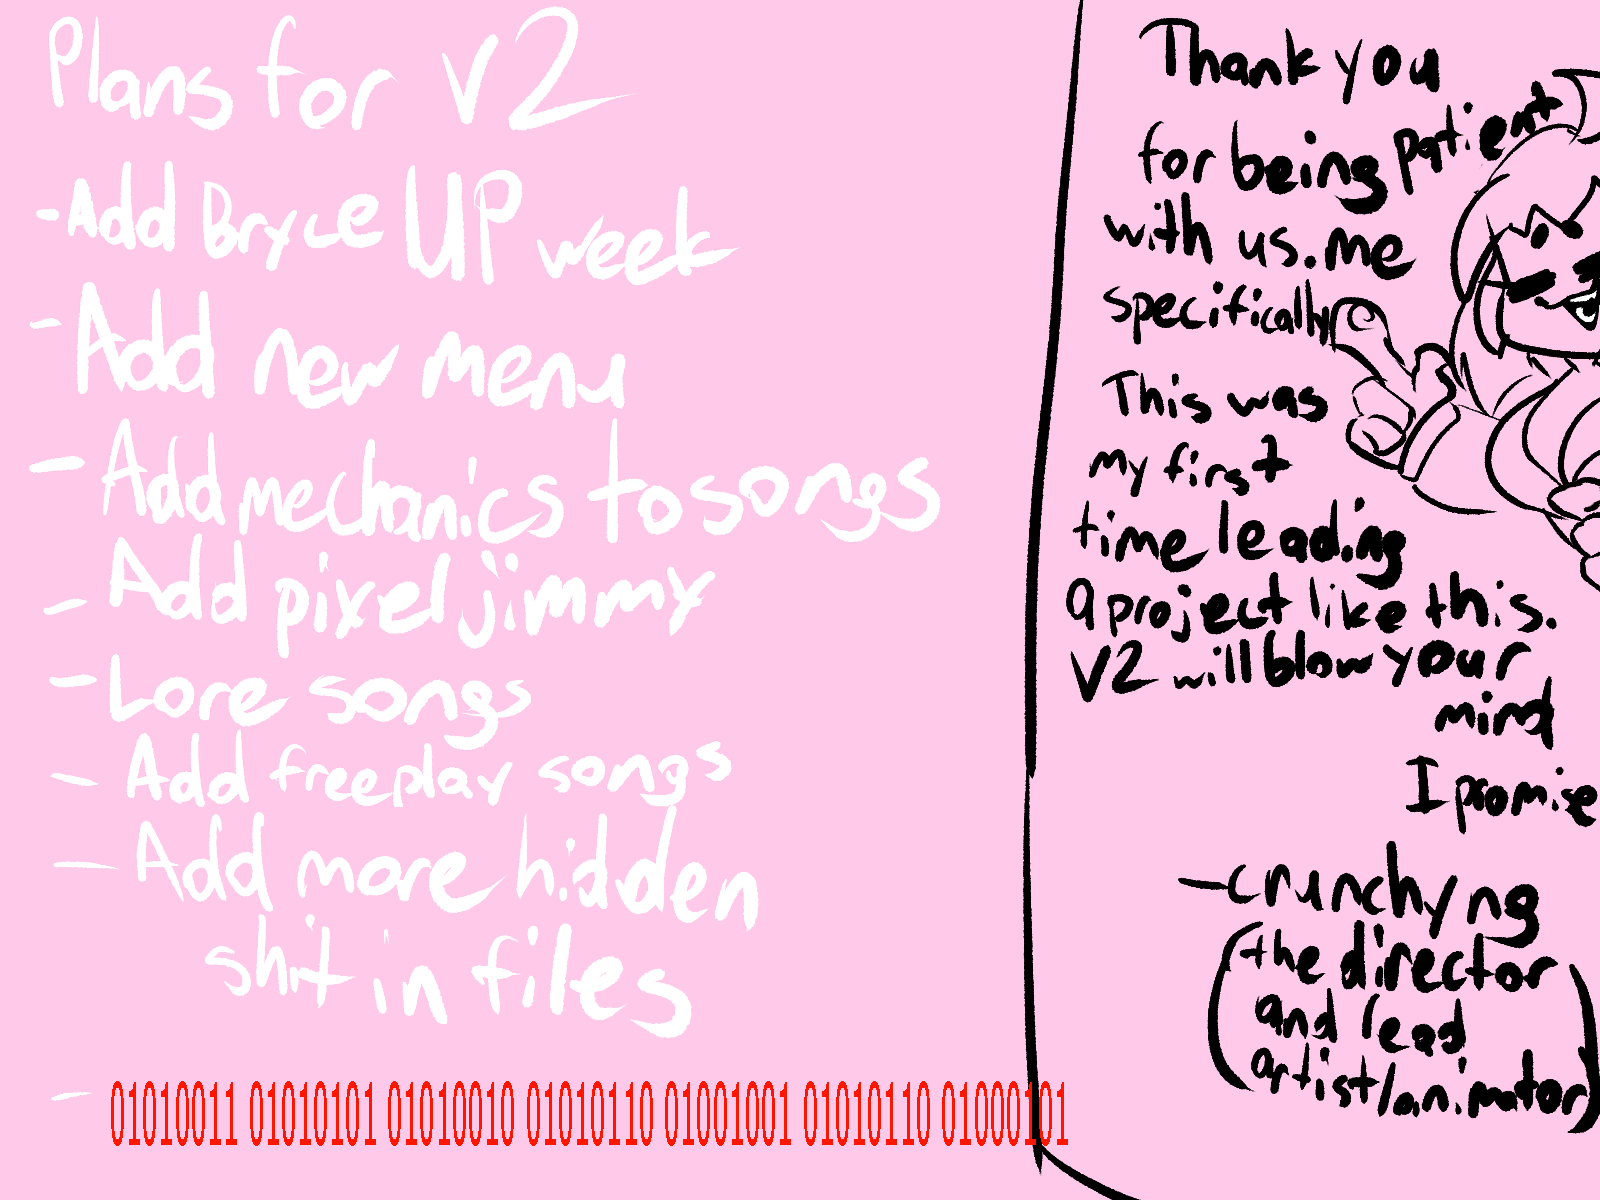 Plans for v2
- Add Bryce UP week
- Add new menu
- Add mechanics to songs
- Add pixel jimmy
- Lore songs
- Add freeplay songs
- Add more hidden
shit in files
- 01010011 01010101 01010010 01010110 01001001 01010110 01000101
Thank you
for being patient
with us. me
specifically
This was
my first
time leading
a project like this.
V2 will blow your
mind
I promise
- crunchyng
(the director
and lead
artist/animator)